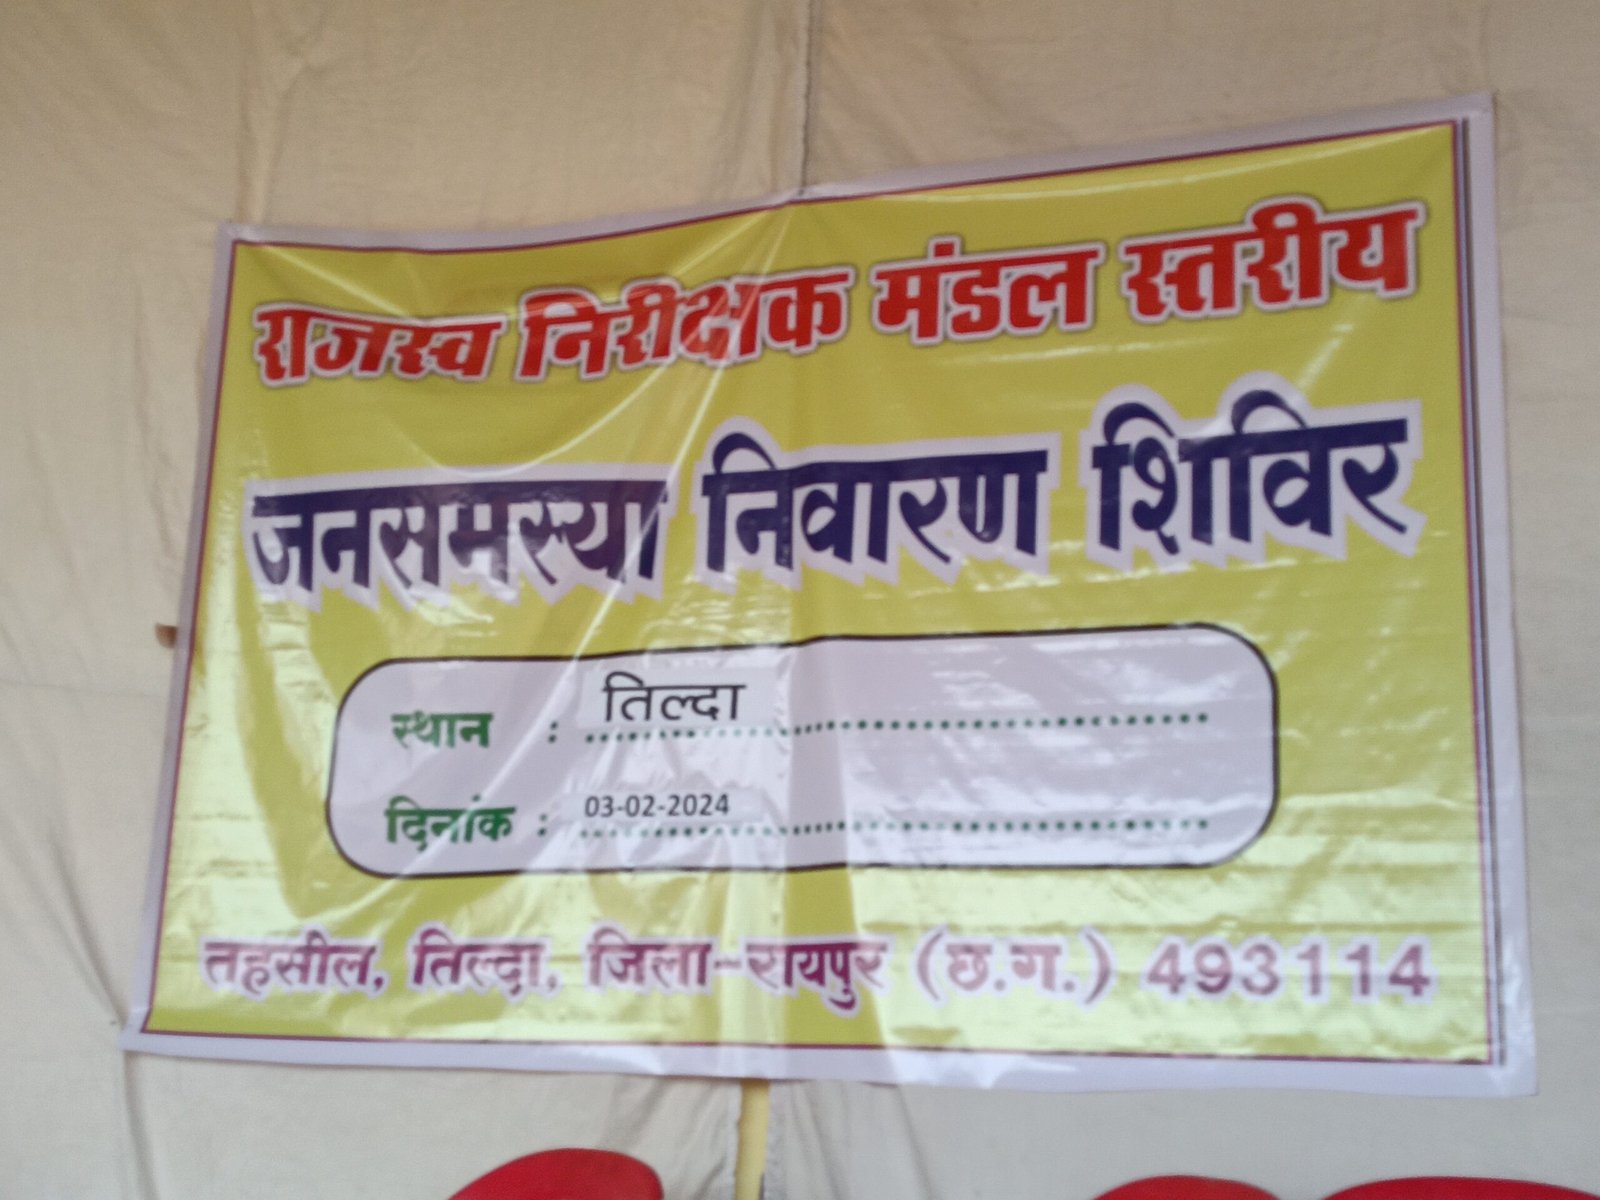 राजस्व निरीक्षक मंडल स्तरीय
जनसमस्या निवारण शिविर
स्थान : तिल्दा
दिनांक : 03-02-2024
तहसील, तिल्दा, जिला-रायपुर (छ.ग.) 493114